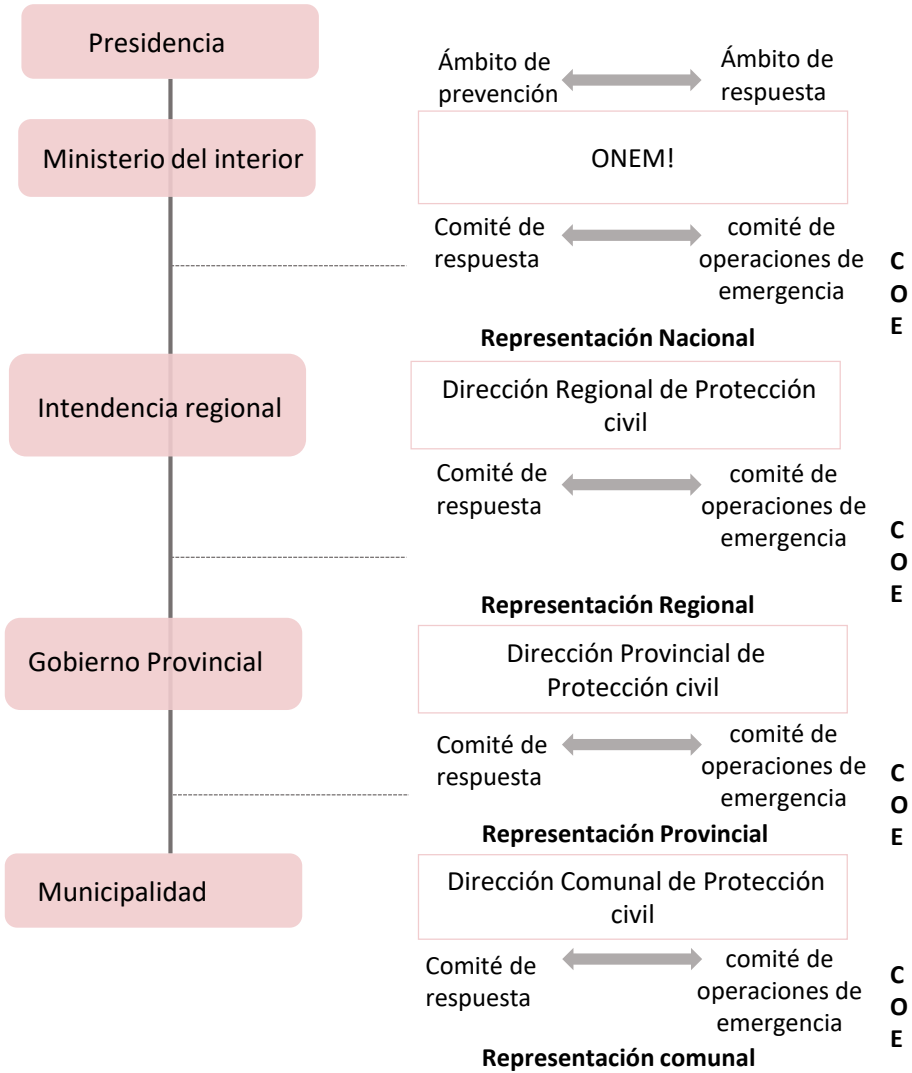 Presidencia
Ámbito de
prevención
Ámbito de
respuesta
Ministerio del interior
ONEM!
Comité de
respuesta
comité de
operaciones de
emergencia
C
O
E
Representación Nacional
Intendencia regional
Dirección Regional de Protección
civil
Comité de
respuesta
comité de
operaciones de
emergencia
C
O
E
Representación Regional
Gobierno Provincial
Dirección Provincial de
Protección civil
Comité de
respuesta
comité de
operaciones de
emergencia
C
O
E
Representación Provincial
Municipalidad
Dirección Comunal de Protección
civil
Comité de
respuesta
comité de
operaciones de
emergencia
C
O
E
Representación comunal